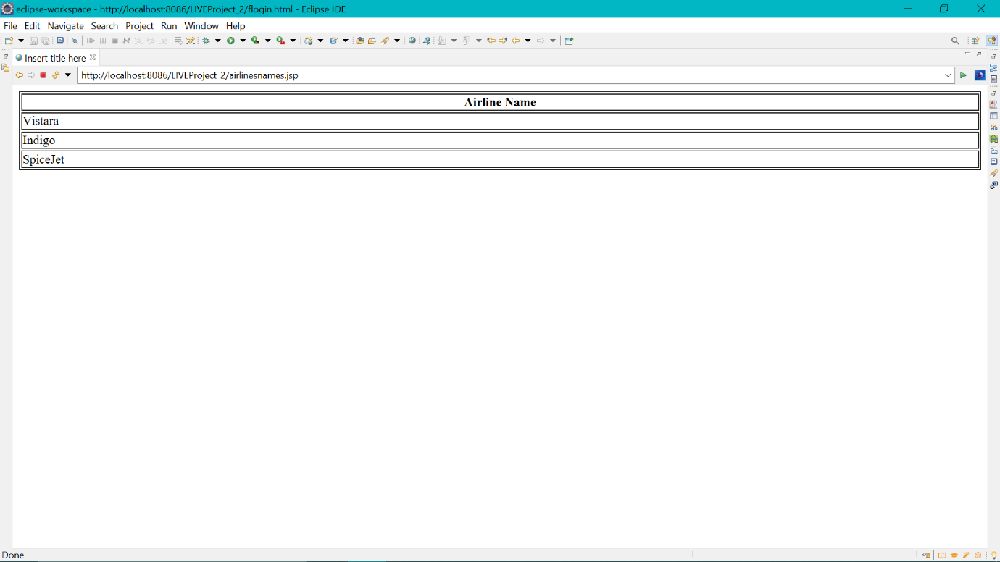 eclipse-workspace - http://localhost:8086/LIVEProject_2/flogin.html - Eclipse IDE
File Edit Navigate Search Project Run Window Help
Insert title here
http://localhost:8086/LIVEProject_2/airlinesnames.jsp
Airline Name
Vistara
Indigo
SpiceJet
Done